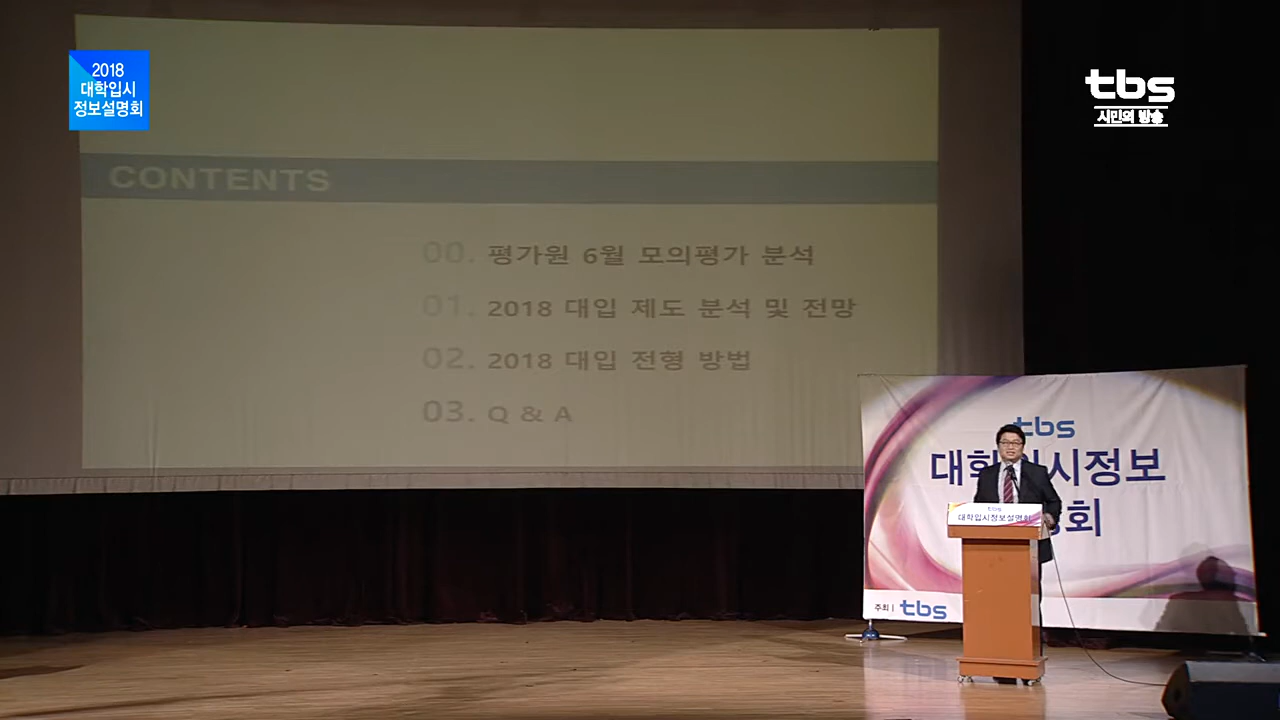 2018
대학입시
정보설명회
tbs
시민의 방송
CONTENTS
00. 평가원 6월 모의평가 분석
01. 2018 대입 제도 분석 및 전망
02. 2018 대입 전형 방법
03. Q & A
tbs
대학입시정보
회
tbs
대학입시정보설명회
주최 | tbs